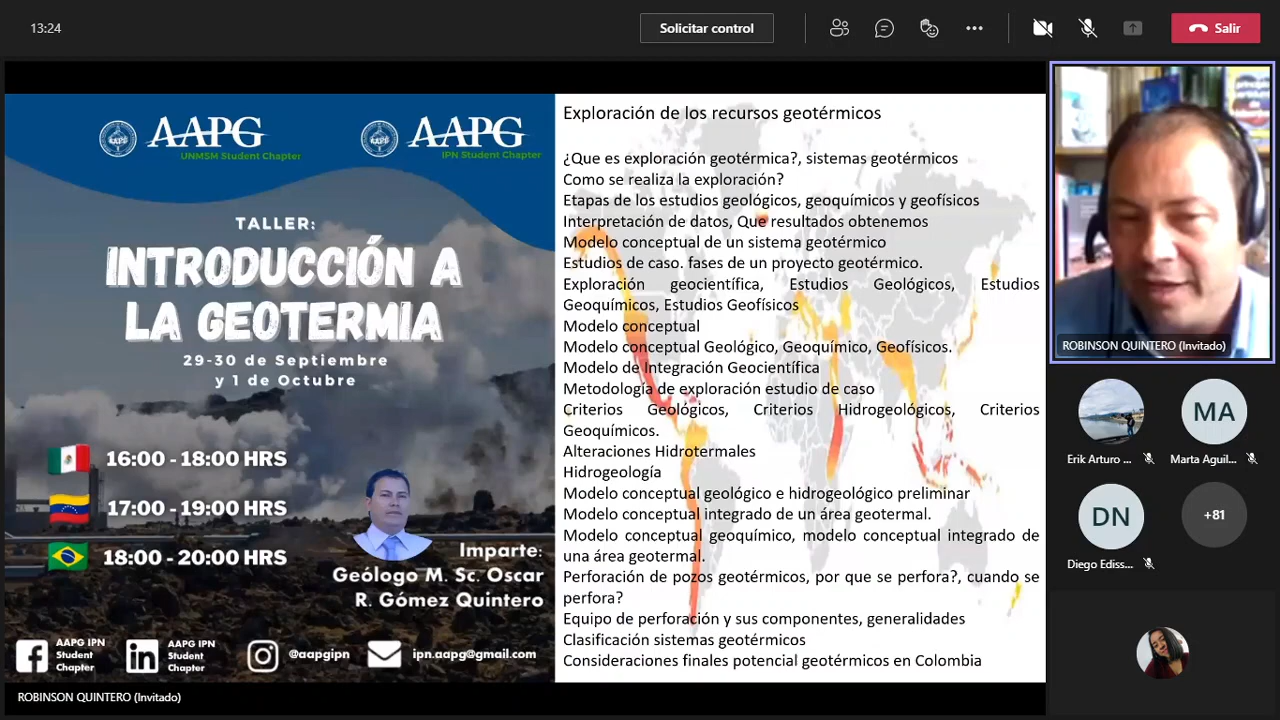 13:24
Solicitar control
Salir
AAPG
UNMSM Student Chapter
AAPG
IPN Student Chapter
TALLER:
INTRODUCCIÓN A
LA GEOTERMIA
29-30 de Septiembre
y 1 de Octubre
16:00 - 18:00 HRS
17:00 - 19:00 HRS
18:00 - 20:00 HRS
Imparte:
Geólogo M. Sc. Oscar
R. Gómez Quintero
AAPG IPN
Student
Chapter
AAPG IPN
Student
Chapter
@aapgipn
ipn.aapg@gmail.com
Exploración de los recursos geotérmicos
¿Que es exploración geotérmica?, sistemas geotérmicos
Como se realiza la exploración?
Etapas de los estudios geológicos, geoquímicos y geofísicos
Interpretación de datos, Que resultados obtenemos
Modelo conceptual de un sistema geotérmico
Estudios de caso. fases de un proyecto geotérmico.
Exploración geocientífica, Estudios Geológicos, Estudios
Geoquímicos, Estudios Geofísicos
Modelo conceptual
Modelo conceptual Geológico, Geoquímico, Geofísicos.
Modelo de Integración Geocientífica
Metodología de exploración estudio de caso
Criterios Geológicos, Criterios Hidrogeológicos, Criterios
Geoquímicos.
Alteraciones Hidrotermales
Hidrogeología
Modelo conceptual geológico e hidrogeológico preliminar
Modelo conceptual integrado de un área geotermal.
Modelo conceptual geoquímico, modelo conceptual integrado de
una área geotermal.
Perforación de pozos geotérmicos, por que se perfora?, cuando se
perfora?
Equipo de perforación y sus componentes, generalidades
Clasificación sistemas geotérmicos
Consideraciones finales potencial geotérmicos en Colombia
ROBINSON QUINTERO (Invitado)
ROBINSON QUINTERO (Invitado)
MA
Erik Arturo ...
Marta Aguil...
DN
+81
Diego Ediss...